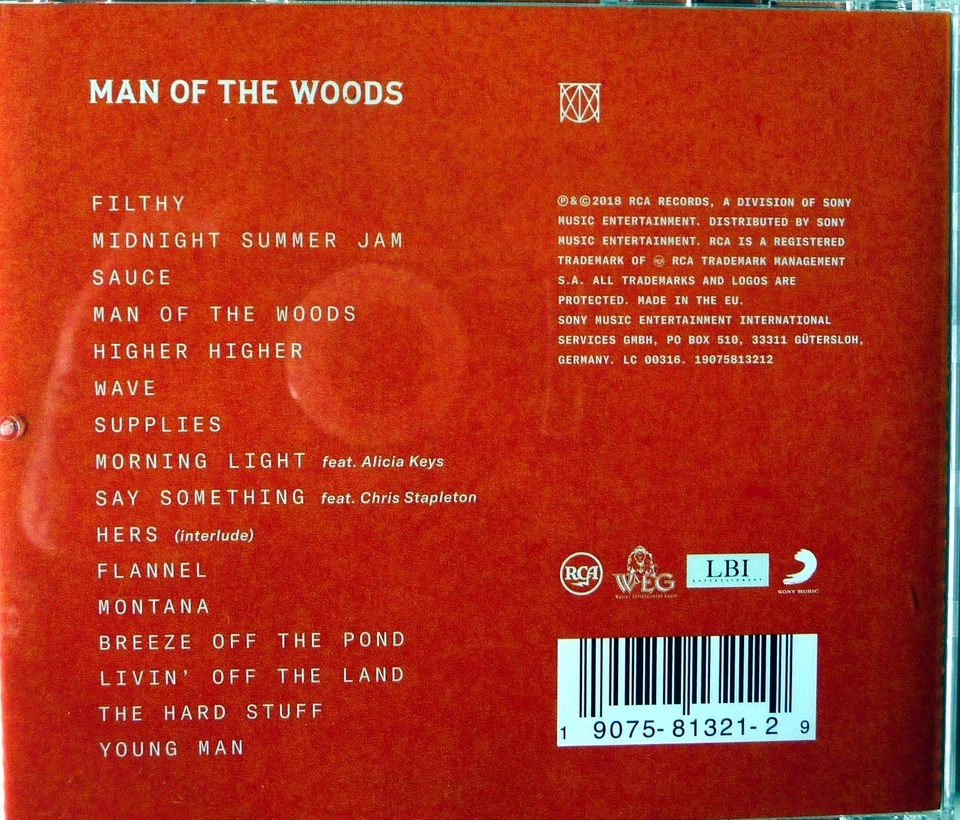 MAN OF THE WOODS
FILTHY
MIDNIGHT SUMMER JAM
SAUCE
MAN OF THE WOODS
HIGHER HIGHER
WAVE
SUPPLIES
MORNING LIGHT feat. Alicia Keys
SAY SOMETHING feat. Chris Stapleton
HERS (interlude)
FLANNEL
MONTANA
BREEZE OFF THE POND
LIVIN' OFF THE LAND
THE HARD STUFF
YOUNG MAN
℗&©2018 RCA RECORDS, A DIVISION OF SONY
MUSIC ENTERTAINMENT. DISTRIBUTED BY SONY
MUSIC ENTERTAINMENT. RCA IS A REGISTERED
TRADEMARK OF RCA TRADEMARK MANAGEMENT
S.A. ALL TRADEMARKS AND LOGOS ARE
PROTECTED. MADE IN THE EU.
SONY MUSIC ENTERTAINMENT INTERNATIONAL
SERVICES GMBH, PO BOX 510, 33311 GÜTERSLOH,
GERMANY. LC 00316. 19075813212
RCA
WEG
Wright Entertainment Group
LBI
ENTERTAINMENT
SONY MUSIC
1 9075-81321-2 9